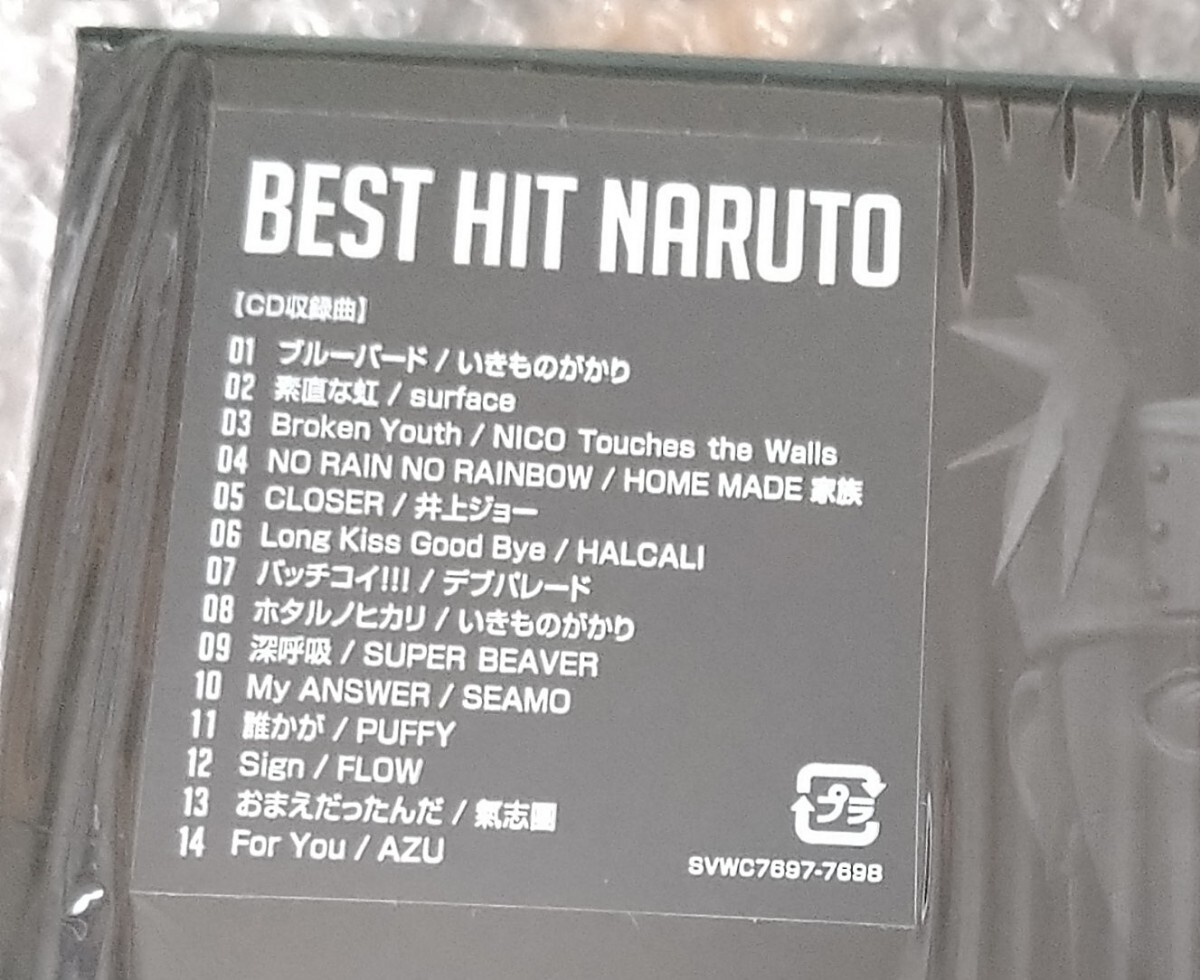 BEST HIT NARUTO
【CD収録曲】
01 ブルーバード / いきものがかり
02 素直な虹 / surface
03 Broken Youth / NICO Touches the Walls
04 NO RAIN NO RAINBOW / HOME MADE 家族
05 CLOSER / 井上ジョー
06 Long Kiss Good Bye / HALCALI
07 バッチコイ!!! / デブパレード
08 ホタルノヒカリ / いきものがかり
09 深呼吸 / SUPER BEAVER
10 My ANSWER / SEAMO
11 誰かが / PUFFY
12 Sign / FLOW
13 おまえだったんだ / 氣志團
14 For You / AZU
プラ
SVWC7697-7698